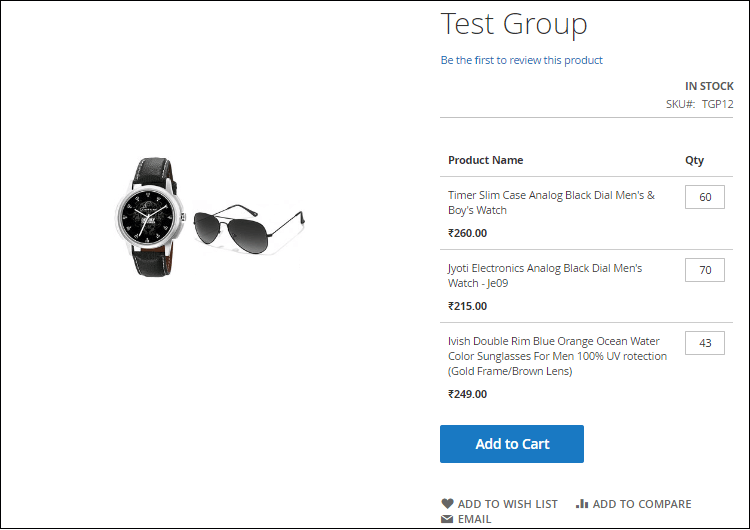 Test Group
Be the first to review this product
IN STOCK
SKU#: TGP12
Product Name Qty
Timer Slim Case Analog Black Dial Men's & 60
Boy's Watch
₹260.00
Jyoti Electronics Analog Black Dial Men's 70
Watch - Je09
₹215.00
Ivish Double Rim Blue Orange Ocean Water 43
Color Sunglasses For Men 100% UV rotection
(Gold Frame/Brown Lens)
₹249.00
Add to Cart
ADD TO WISH LIST ADD TO COMPARE
EMAIL